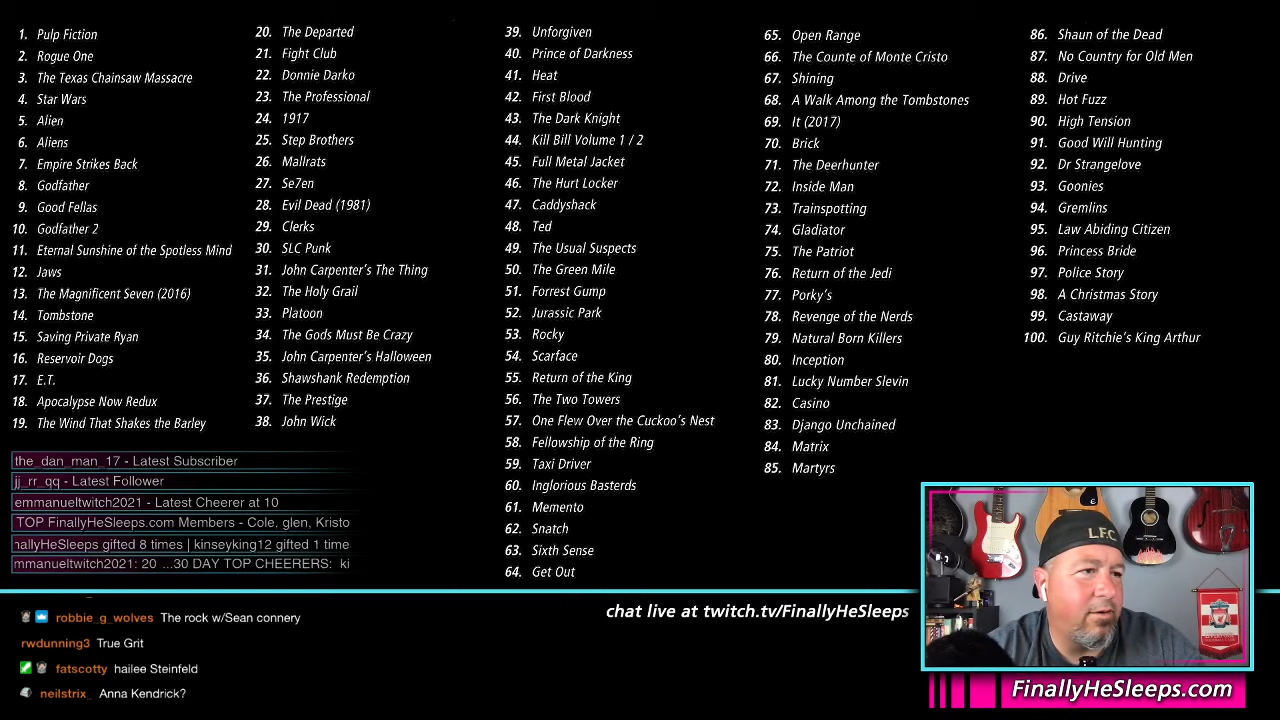 1. Pulp Fiction
2. Rogue One
3. The Texas Chainsaw Massacre
4. Star Wars
5. Alien
6. Aliens
7. Empire Strikes Back
8. Godfather
9. Good Fellas
10. Godfather 2
11. Eternal Sunshine of the Spotless Mind
12. Jaws
13. The Magnificent Seven (2016)
14. Tombstone
15. Saving Private Ryan
16. Reservoir Dogs
17. E.T.
18. Apocalypse Now Redux
19. The Wind That Shakes the Barley
20. The Departed
21. Fight Club
22. Donnie Darko
23. The Professional
24. 1917
25. Step Brothers
26. Mallrats
27. Se7en
28. Evil Dead (1981)
29. Clerks
30. SLC Punk
31. John Carpenter's The Thing
32. The Holy Grail
33. Platoon
34. The Gods Must Be Crazy
35. John Carpenter's Halloween
36. Shawshank Redemption
37. The Prestige
38. John Wick
39. Unforgiven
40. Prince of Darkness
41. Heat
42. First Blood
43. The Dark Knight
44. Kill Bill Volume 1 / 2
45. Full Metal Jacket
46. The Hurt Locker
47. Caddyshack
48. Ted
49. The Usual Suspects
50. The Green Mile
51. Forrest Gump
52. Jurassic Park
53. Rocky
54. Scarface
55. Return of the King
56. The Two Towers
57. One Flew Over the Cuckoo's Nest
58. Fellowship of the Ring
59. Taxi Driver
60. Inglorious Basterds
61. Memento
62. Snatch
63. Sixth Sense
64. Get Out
65. Open Range
66. The Counte of Monte Cristo
67. Shining
68. A Walk Among the Tombstones
69. It (2017)
70. Brick
71. The Deerhunter
72. Inside Man
73. Trainspotting
74. Gladiator
75. The Patriot
76. Return of the Jedi
77. Porky's
78. Revenge of the Nerds
79. Natural Born Killers
80. Inception
81. Lucky Number Slevin
82. Casino
83. Django Unchained
84. Matrix
85. Martyrs
86. Shaun of the Dead
87. No Country for Old Men
88. Drive
89. Hot Fuzz
90. High Tension
91. Good Will Hunting
92. Dr Strangelove
93. Goonies
94. Gremlins
95. Law Abiding Citizen
96. Princess Bride
97. Police Story
98. A Christmas Story
99. Castaway
100. Guy Ritchie's King Arthur
the_dan_man_17 - Latest Subscriber
jj_rr_qq - Latest Follower
emmanueltwitch2021 - Latest Cheerer at 10
TOP FinallyHeSleeps.com Members - Cole, glen, Kristo
nallyHeSleeps gifted 8 times | kinseyking12 gifted 1 time
mmanueltwitch2021: 20 ...30 DAY TOP CHEERERS: ki
robbie_g_wolves The rock w/Sean connery
rwdunning3 True Grit
fatscotty hailee Steinfeld
neilstrix_ Anna Kendrick?
chat live at twitch.tv/FinallyHeSleeps
L.F.C.
FinallyHeSleeps.com